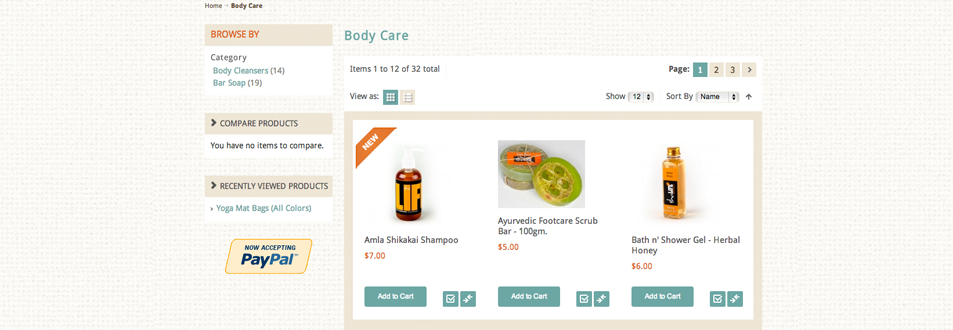 Home → Body Care
BROWSE BY
Category
Body Cleansers (14)
Bar Soap (19)
COMPARE PRODUCTS
You have no items to compare.
RECENTLY VIEWED PRODUCTS
Yoga Mat Bags (All Colors)
NOW ACCEPTING
PayPal
Body Care
Items 1 to 12 of 32 total
Page: 1 2 3 >
View as:
Show 12 Sort By Name
NEW
LIF
Amla Shikakai Shampoo
$7.00
Add to Cart
Ayurvedic Footcare Scrub
Bar - 100gm.
$5.00
Add to Cart
Bath n' Shower Gel - Herbal
Honey
$6.00
Add to Cart